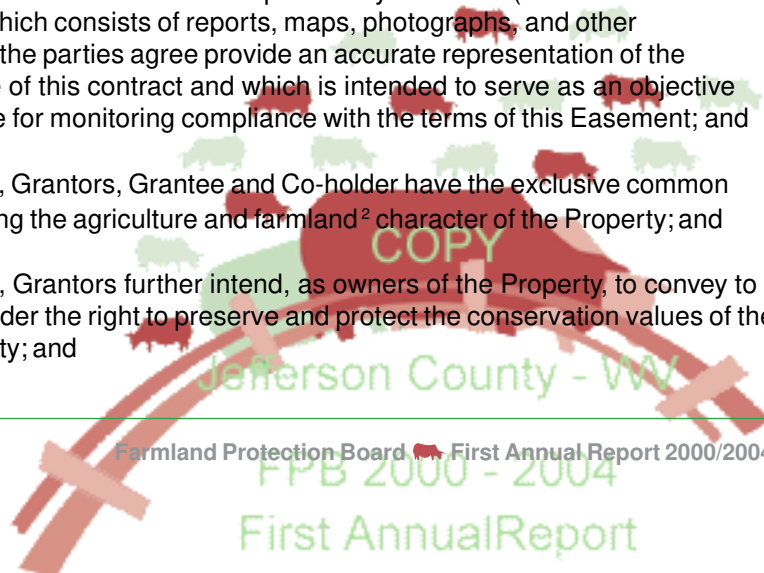 hich consists of reports, maps, photographs, and other
the parties agree provide an accurate representation of the
e of this contract and which is intended to serve as an objective
e for monitoring compliance with the terms of this Easement; and
, Grantors, Grantee and Co-holder have the exclusive common
ng the agriculture and farmland 2 character of the Property; and
COPY
, Grantors further intend, as owners of the Property, to convey to
der the right to preserve and protect the conservation values of the
ty; and
Jefferson County - WV
Farmland Protection Board First Annual Report 2000/2004
FPB 2000 - 2004
First AnnualReport